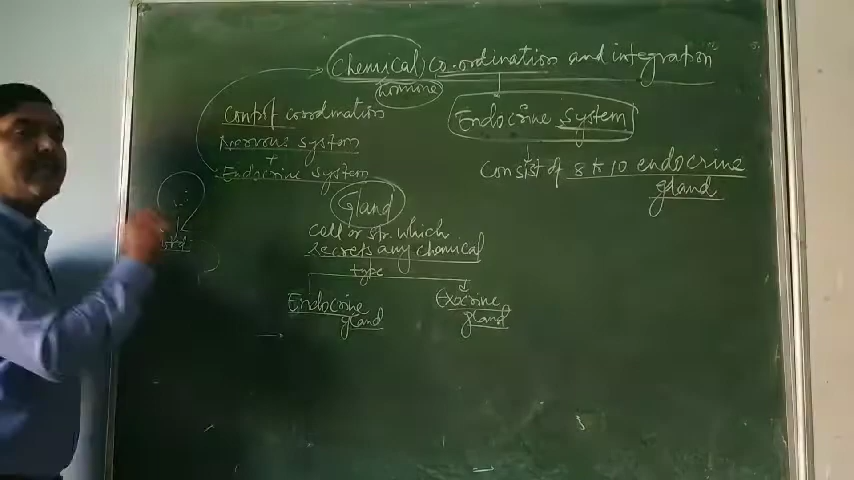 Chemical co-ordination and integration
hormine
Control coordination
Nervous system
+
Endocrine system
Endocrine system
consist of 8 to 10 endocrine
gland
Gland
cell or str. which
secrets any chemical
type
Endocrine
gland
Exocrine
gland